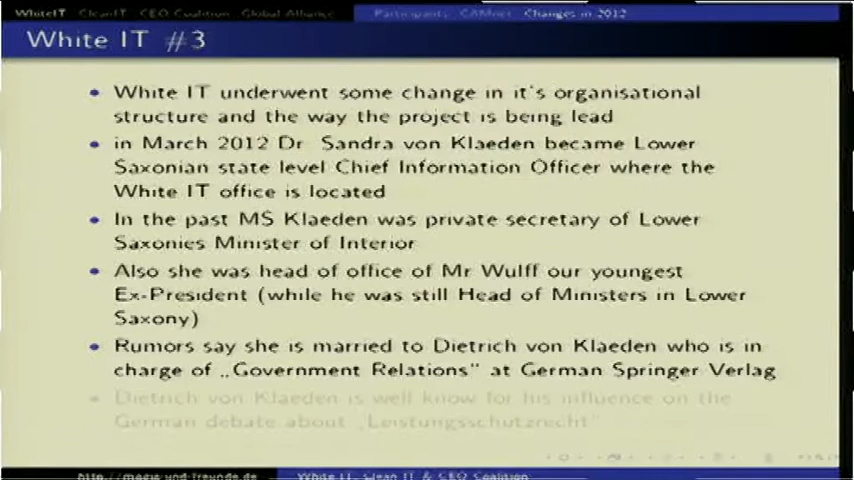 WhiteIT CleanIT CEO Coalition Global Alliance Participants CAMnet Changes in 2012
White IT #3
• White IT underwent some change in it's organisational
structure and the way the project is being lead
• in March 2012 Dr. Sandra von Klaeden became Lower
Saxonian state level Chief Information Officer where the
White IT office is located
• In the past MS Klaeden was private secretary of Lower
Saxonies Minister of Interior
• Also she was head of office of Mr Wulff our youngest
Ex-President (while he was still Head of Ministers in Lower
Saxony)
• Rumors say she is married to Dietrich von Klaeden who is in
charge of „Government Relations“ at German Springer Verlag
• Dietrich von Klaeden is well know for his influence on the
German debate about „Leistungsschutzrecht“
White IT, Clean IT & CEO Coalition